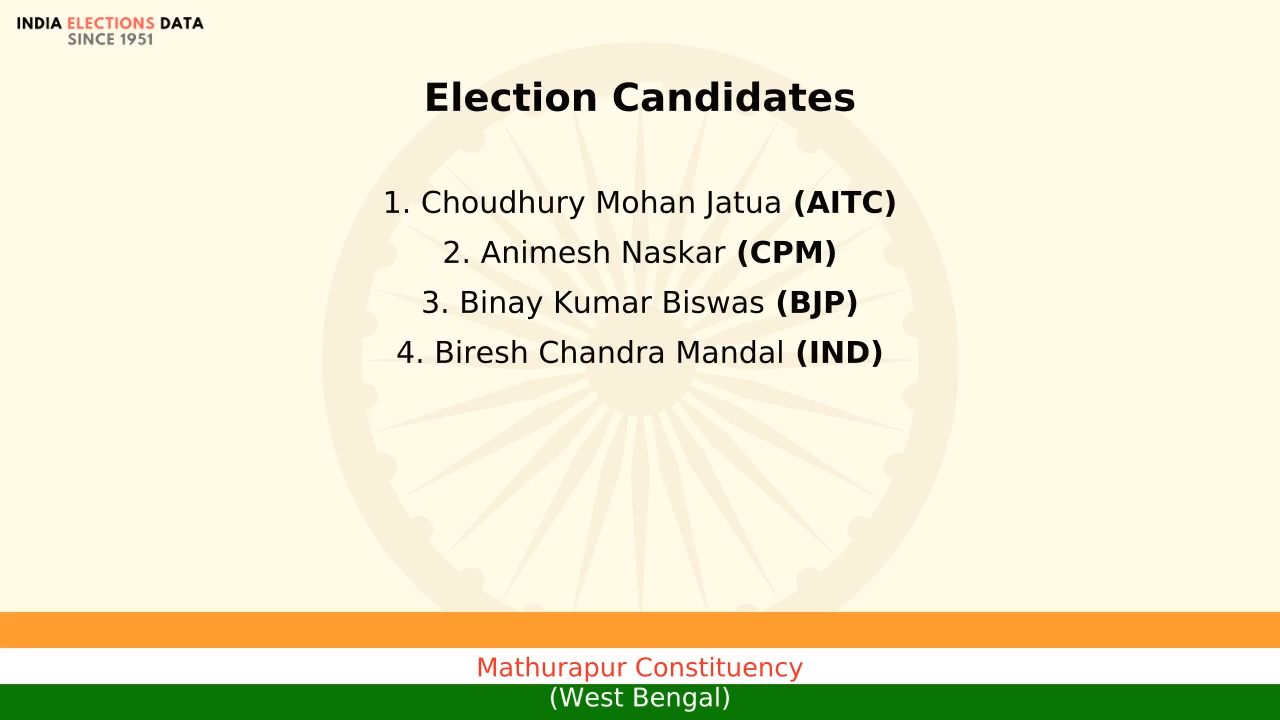 INDIA ELECTIONS DATA
SINCE 1951
Election Candidates
1. Choudhury Mohan Jatua (AITC)
2. Animesh Naskar (CPM)
3. Binay Kumar Biswas (BJP)
4. Biresh Chandra Mandal (IND)
Mathurapur Constituency
(West Bengal)